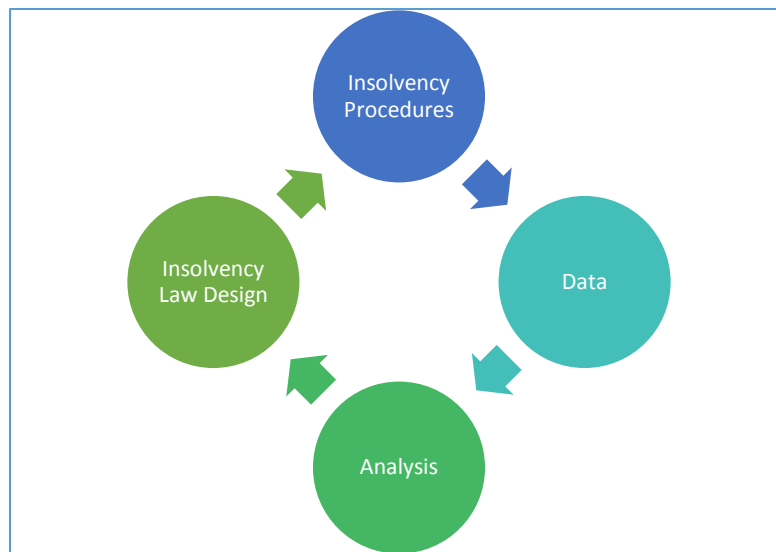 Insolvency
Procedures
Data
Analysis
Insolvency
Law Design